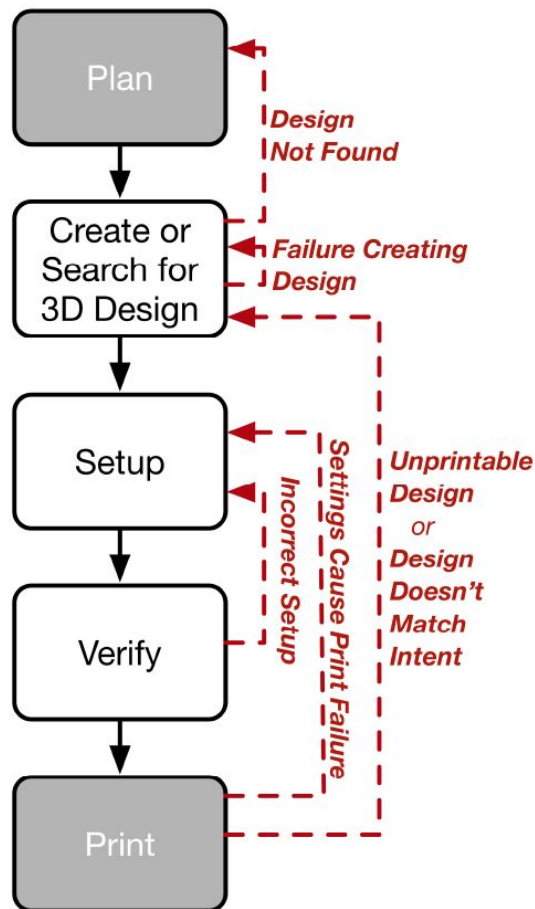 Plan
Design
Not Found
Create or
Search for
3D Design
Failure Creating
Design
Setup
Incorrect Setup
Settings Cause Print Failure
Unprintable
Design
or
Design
Doesn't
Match
Intent
Verify
Print